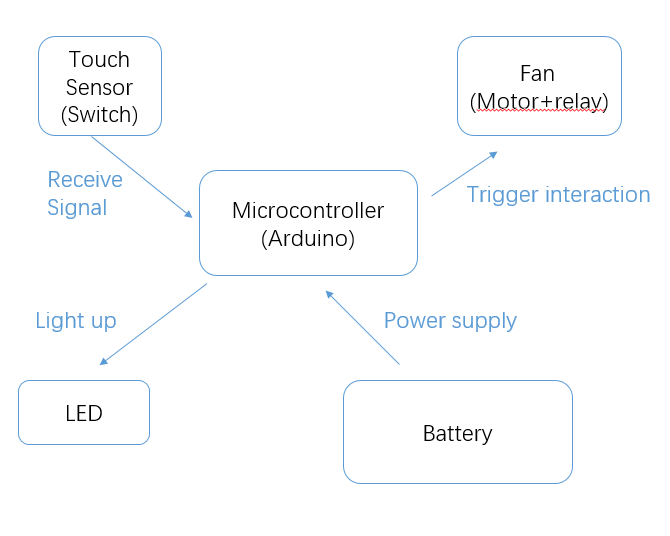 Touch
Sensor
(Switch)
Fan
(Motor+relay)
Receive
Signal
Microcontroller
(Arduino)
Trigger interaction
Light up
Power supply
LED
Battery